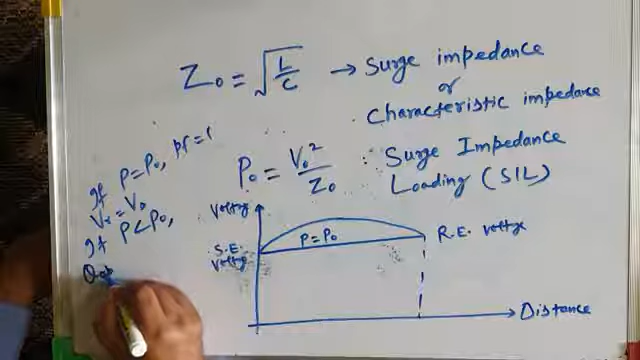 Z₀ = √L/C → Surge impedance
or
Characteristic impedance
P₀ = V₀²/Z₀ : Surge Impedance
Loading (SIL)
If P=P₀, pf=1
V₀
If P<P₀,
Voltage
S.E.
Voltage
P=P₀
R.E. voltage
Distance